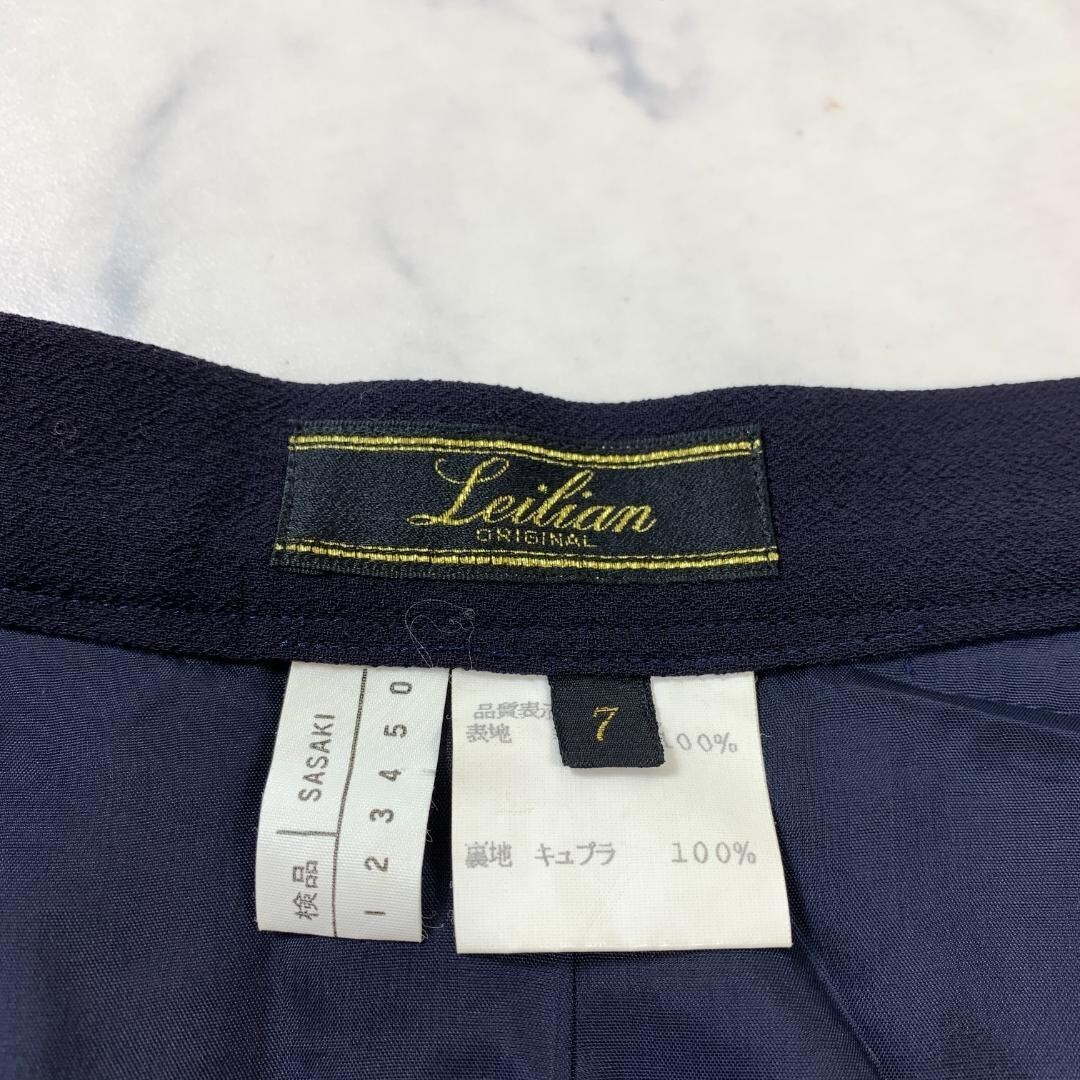 Leilian
ORIGINAL
検品 SASAKI
1 2 3 4 5 0
品質表示
7
表地 100%
裏地 キュプラ 100%